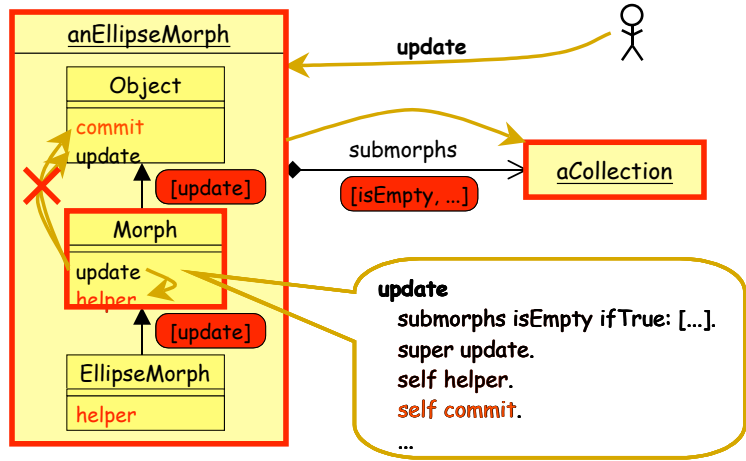 anEllipseMorph
update
Object
commit
update
submorphs
aCollection
[update]
[isEmpty, ...]
Morph
update
helper
[update]
EllipseMorph
helper
update
submorphs isEmpty ifTrue: [...].
super update.
self helper.
self commit.
...